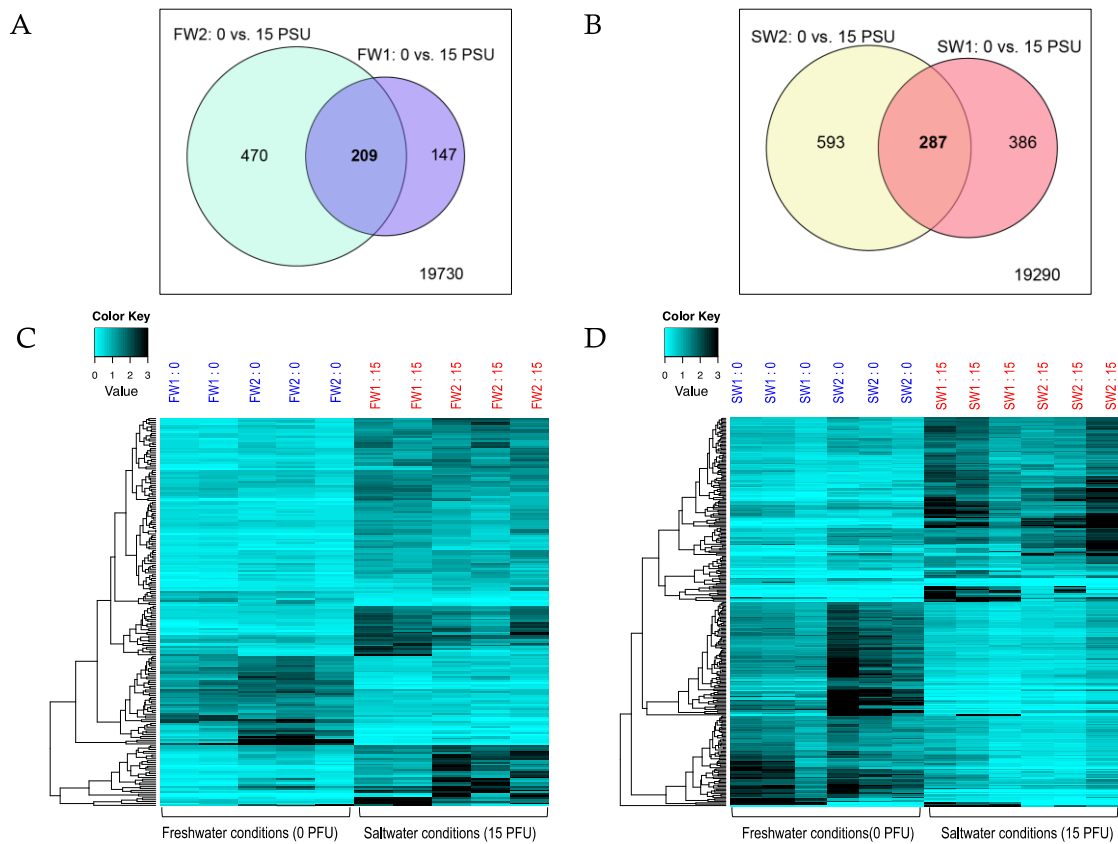 A
FW2: 0 vs. 15 PSU
FW1: 0 vs. 15 PSU
470
209
147
19730
B
SW2: 0 vs. 15 PSU
SW1: 0 vs. 15 PSU
593
287
386
19290
C
Color Key
0 1 2 3
Value
FW1 : 0
FW1 : 0
FW2 : 0
FW2 : 0
FW2 : 0
FW1 : 15
FW1 : 15
FW2 : 15
FW2 : 15
FW2 : 15
Freshwater conditions (0 PFU)
Saltwater conditions (15 PFU)
D
Color Key
0 1 2 3
Value
SW1 : 0
SW1 : 0
SW1 : 0
SW2 : 0
SW2 : 0
SW2 : 0
SW1 : 15
SW1 : 15
SW1 : 15
SW2 : 15
SW2 : 15
SW2 : 15
Freshwater conditions(0 PFU)
Saltwater conditions (15 PFU)